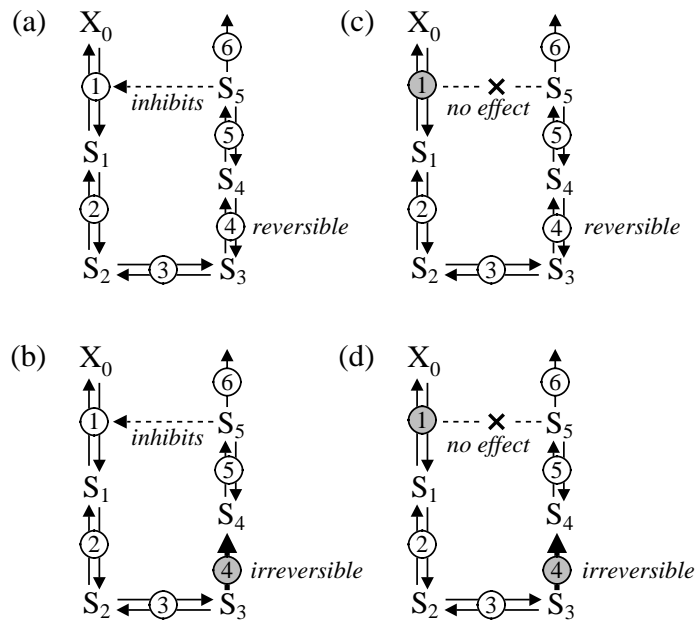 (a)
X0
6
1
inhibits
S5
5
S1
S4
2
4
reversible
S2
3
S3
(c)
X0
6
1
no effect
S5
5
S1
S4
2
4
reversible
S2
3
S3
(b)
X0
6
1
inhibits
S5
5
S1
S4
2
4
irreversible
S2
3
S3
(d)
X0
6
1
no effect
S5
5
S1
S4
2
4
irreversible
S2
3
S3